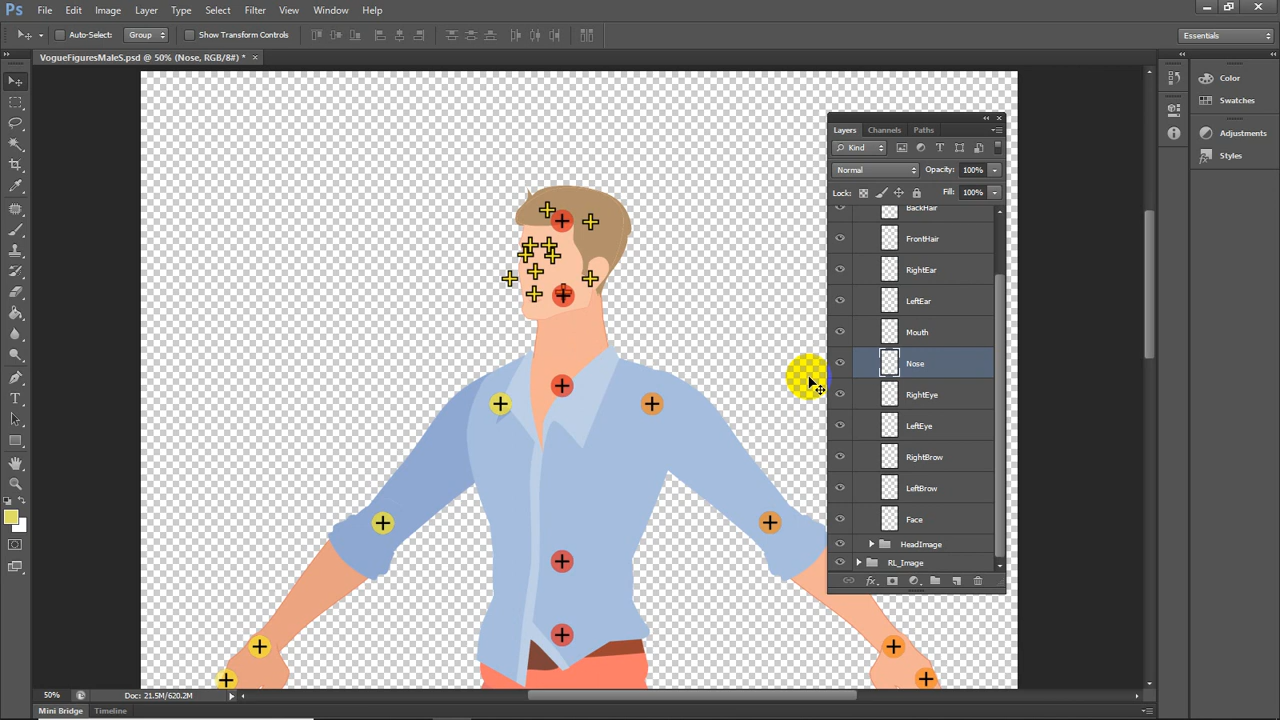 Ps File Edit Image Layer Type Select Filter View Window Help
Auto-Select: Group Show Transform Controls Essentials
VogueFiguresMaleS.psd @ 50% (Nose, RGB/8#) * ×
Color
Swatches
Adjustments
Styles
Layers Channels Paths
Kind T
Normal Opacity: 100%
Lock: Fill: 100%
BackHair
FrontHair
RightEar
LeftEar
Mouth
Nose
RightEye
LeftEye
RightBrow
LeftBrow
Face
HeadImage
RL_Image
fx
T
50% Doc: 21.5M/620.2M
Mini Bridge Timeline